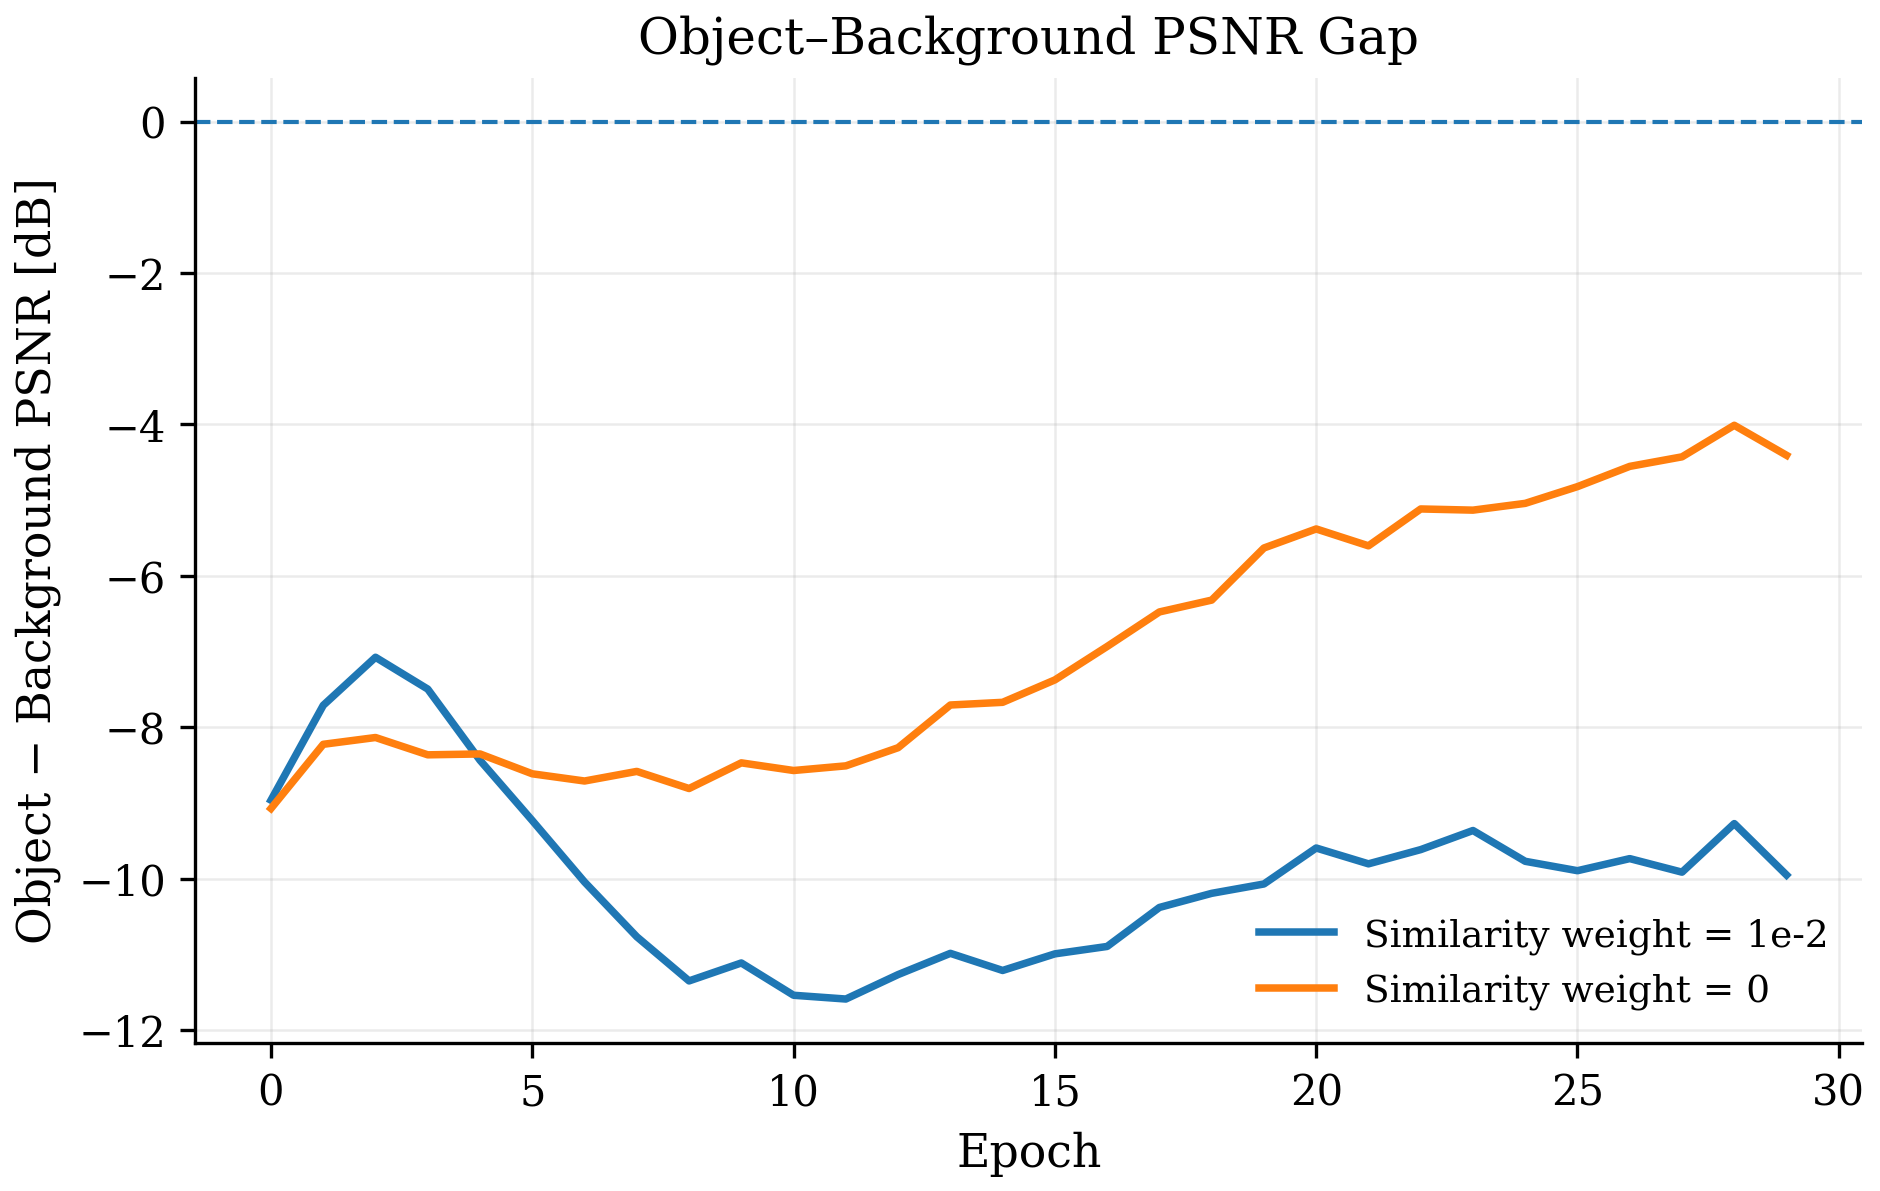 Object–Background PSNR Gap
Object − Background PSNR [dB]
0
−2
−4
−6
−8
−10
−12
Similarity weight = 1e-2
Similarity weight = 0
0 5 10 15 20 25 30
Epoch